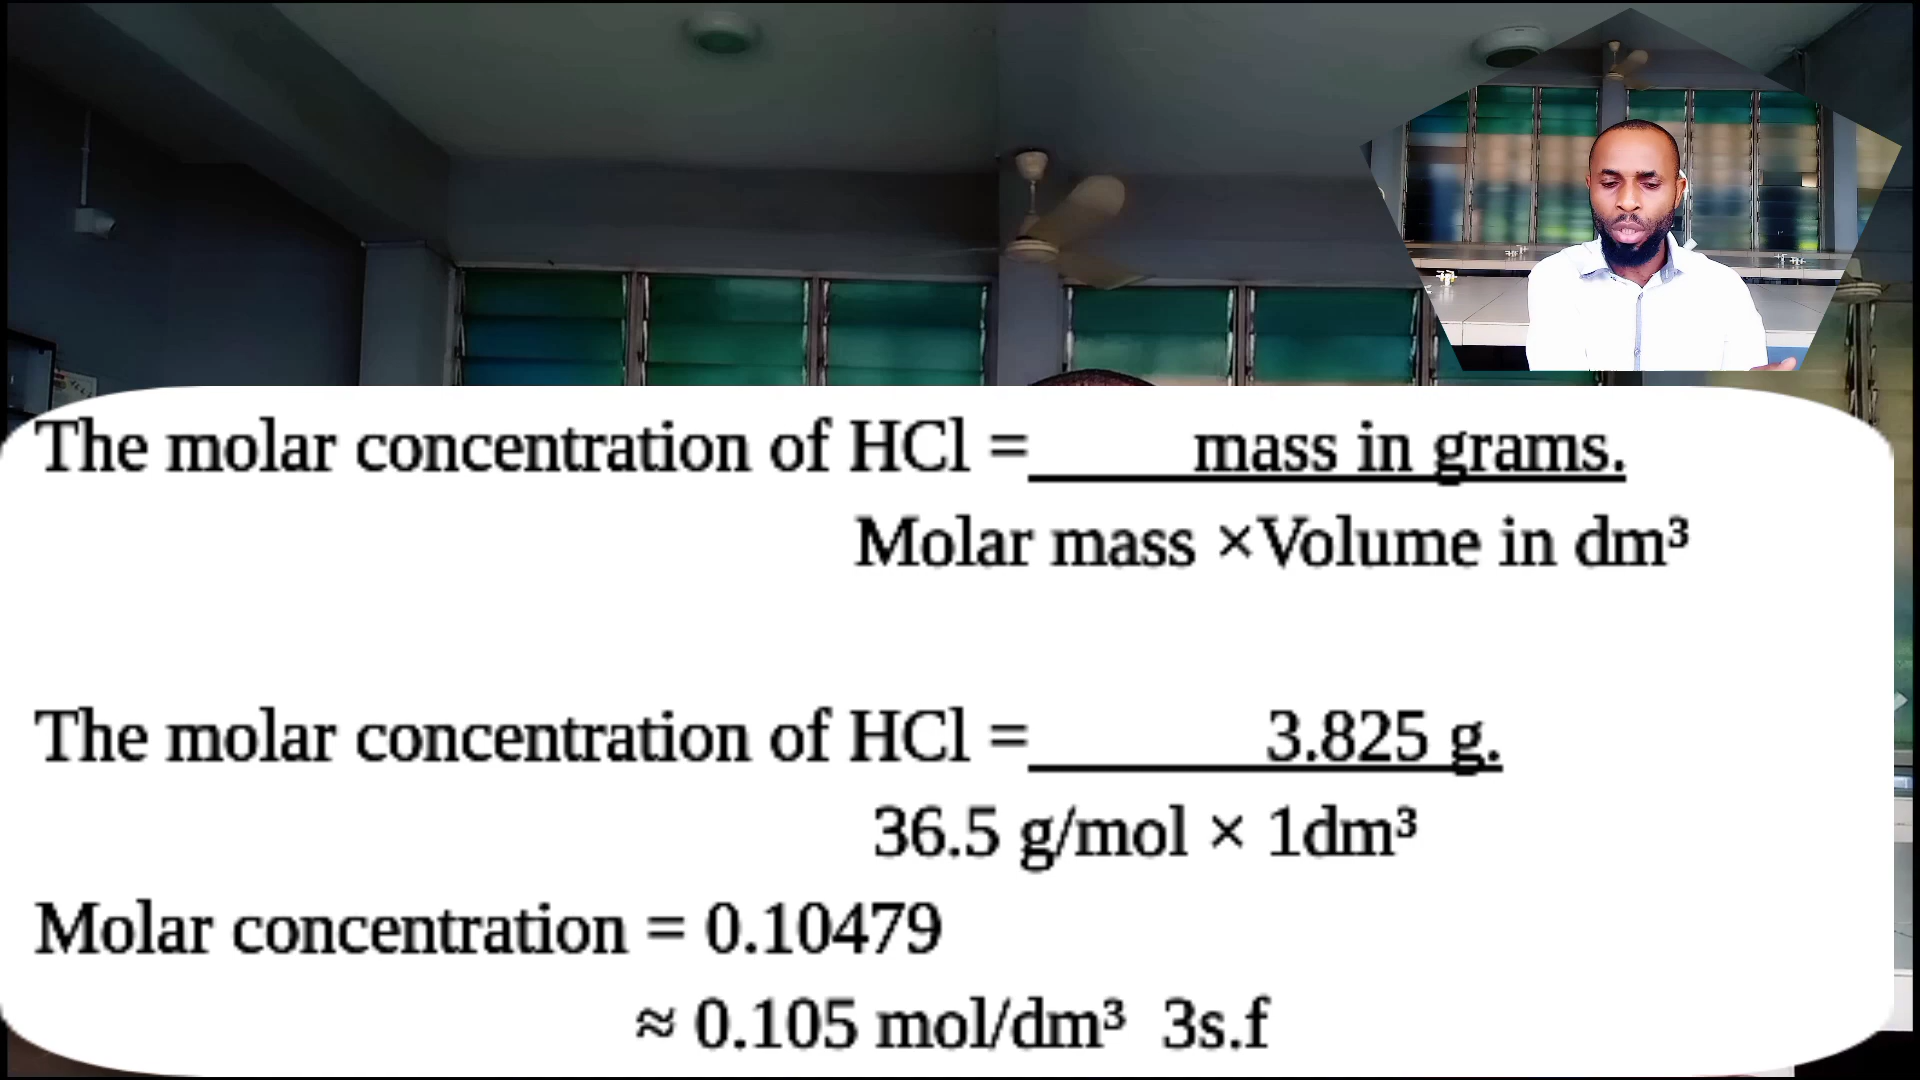 The molar concentration of HCl = mass in grams.
Molar mass ×Volume in dm³
The molar concentration of HCl = 3.825 g.
36.5 g/mol × 1dm³
Molar concentration = 0.10479
≈ 0.105 mol/dm³ 3s.f